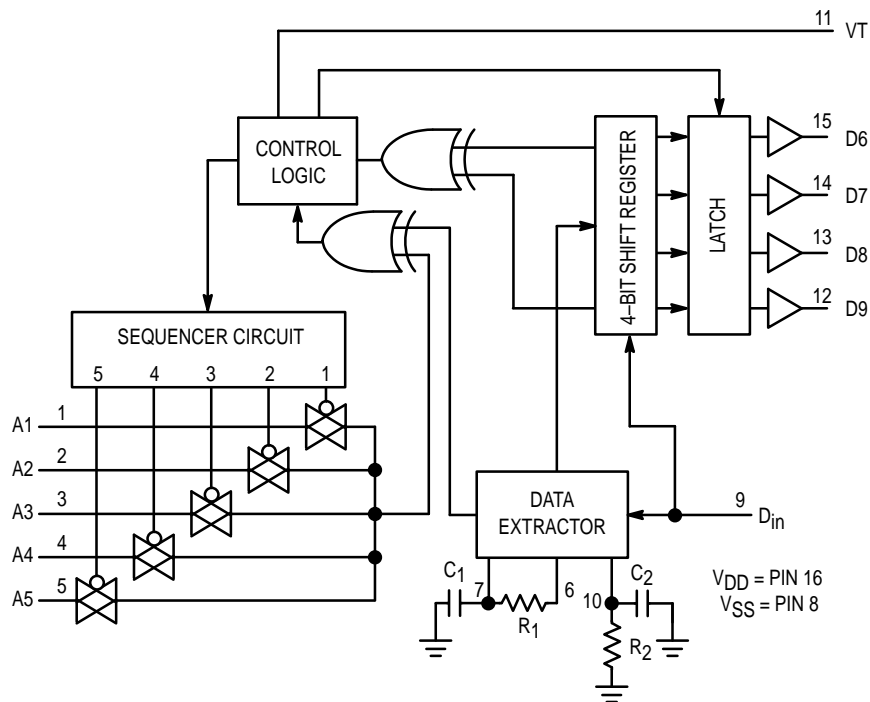 11
VT
CONTROL
LOGIC
4–BIT SHIFT REGISTER
LATCH
15
D6
14
D7
13
D8
12
D9
SEQUENCER CIRCUIT
5 4 3 2 1
A1 1
A2 2
A3 3
A4 4
A5 5
DATA
EXTRACTOR
9
Din
C1
7
R1
6
10
C2
R2
VDD = PIN 16
VSS = PIN 8